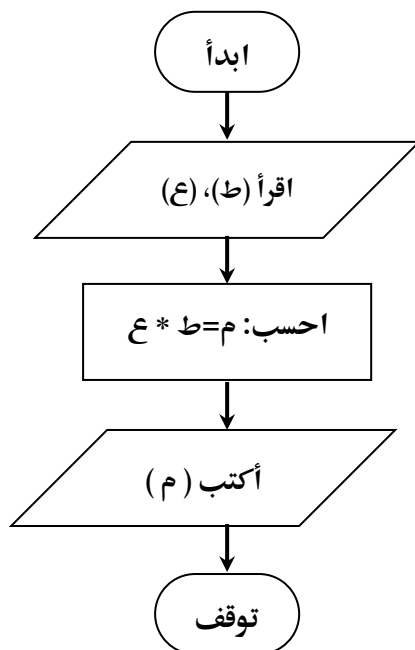 ابدأ
اقرأ (ط)، (ع)
احسب: م=ط * ع
أكتب ( م )
توقف